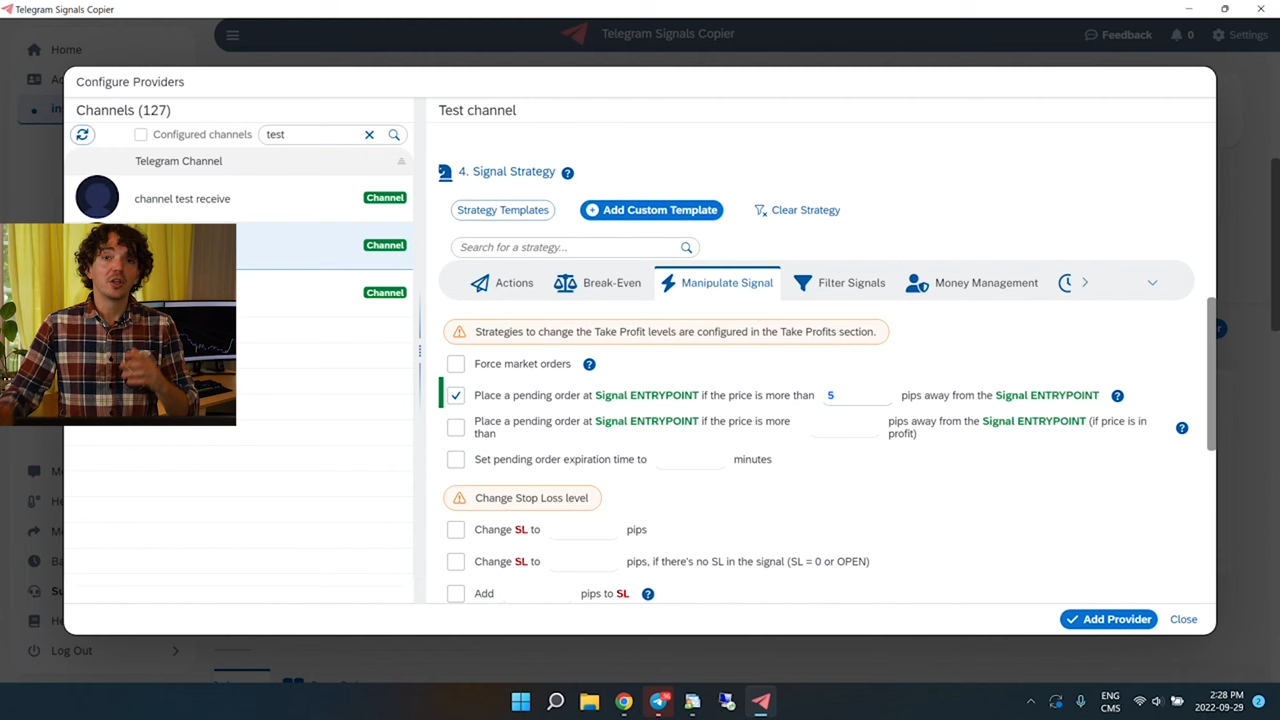 Telegram Signals Copier
Home
Telegram Signals Copier
Feedback
0
Settings
Configure Providers
Channels (127)
Test channel
Configured channels
test
Telegram Channel
channel test receive
Channel
Channel
Channel
4. Signal Strategy
Strategy Templates
Add Custom Template
Clear Strategy
Search for a strategy...
Actions
Break-Even
Manipulate Signal
Filter Signals
Money Management
Strategies to change the Take Profit levels are configured in the Take Profits section.
Force market orders
Place a pending order at Signal ENTRYPOINT if the price is more than 5 pips away from the Signal ENTRYPOINT
Place a pending order at Signal ENTRYPOINT if the price is more than
pips away from the Signal ENTRYPOINT (if price is in profit)
Set pending order expiration time to minutes
Change Stop Loss level
Change SL to pips
Change SL to pips, if there's no SL in the signal (SL = 0 or OPEN)
Add pips to SL
Add Provider
Close
Log Out
ENG
CMS
2:28 PM
2022-09-29
2